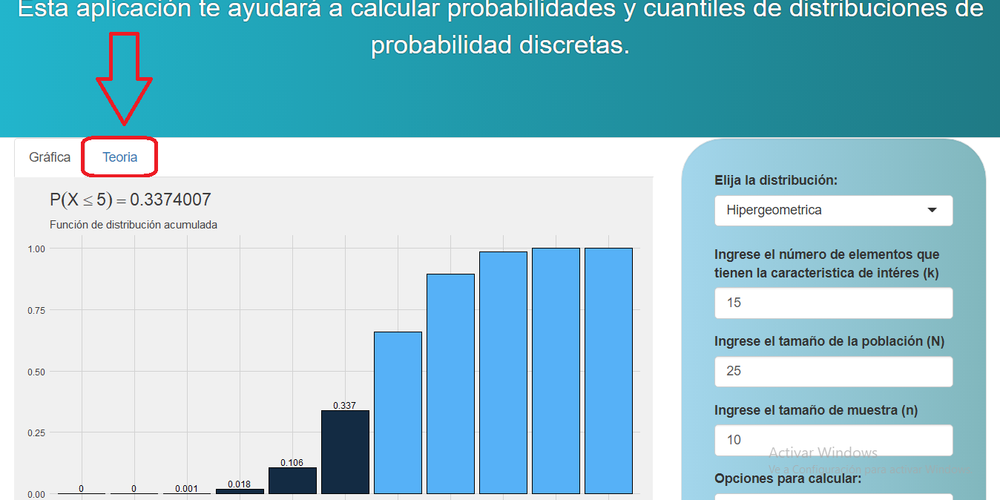 Esta aplicación te ayudará a calcular probabilidades y cuantiles de distribuciones de
probabilidad discretas.
Gráfica
Teoria
P(X ≤ 5) = 0.3374007
Función de distribución acumulada
1.00
0.75
0.50
0.25
0.00
0
0
0.001
0.018
0.106
0.337
Elija la distribución:
Hipergeometrica
Ingrese el número de elementos que
tienen la caracteristica de intéres (k)
15
Ingrese el tamaño de la población (N)
25
Ingrese el tamaño de muestra (n)
10
Activar Windows
Ve a Configuración para activar Windows.
Opciones para calcular: